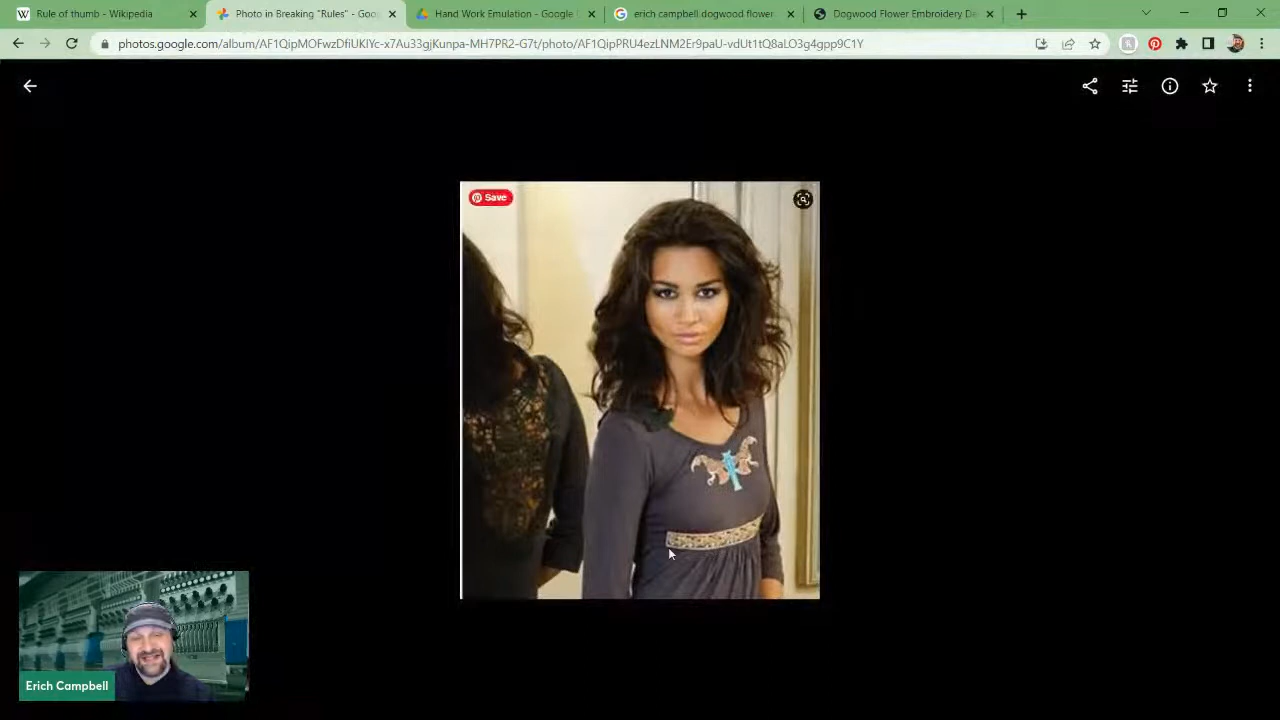 Rule of thumb - Wikipedia
Photo in Breaking "Rules" - Goo
Hand Work Emulation - Google
erich campbell dogwood flower
Dogwood Flower Embroidery De
photos.google.com/album/AF1QipMOFwzDfiUKlYc-x7Au33gjKunpa-MH7PR2-G7t/photo/AF1QipPRU4ezLNM2Er9paU-vdUt1tQ8aLO3g4gpp9C1Y
Save
Erich Campbell